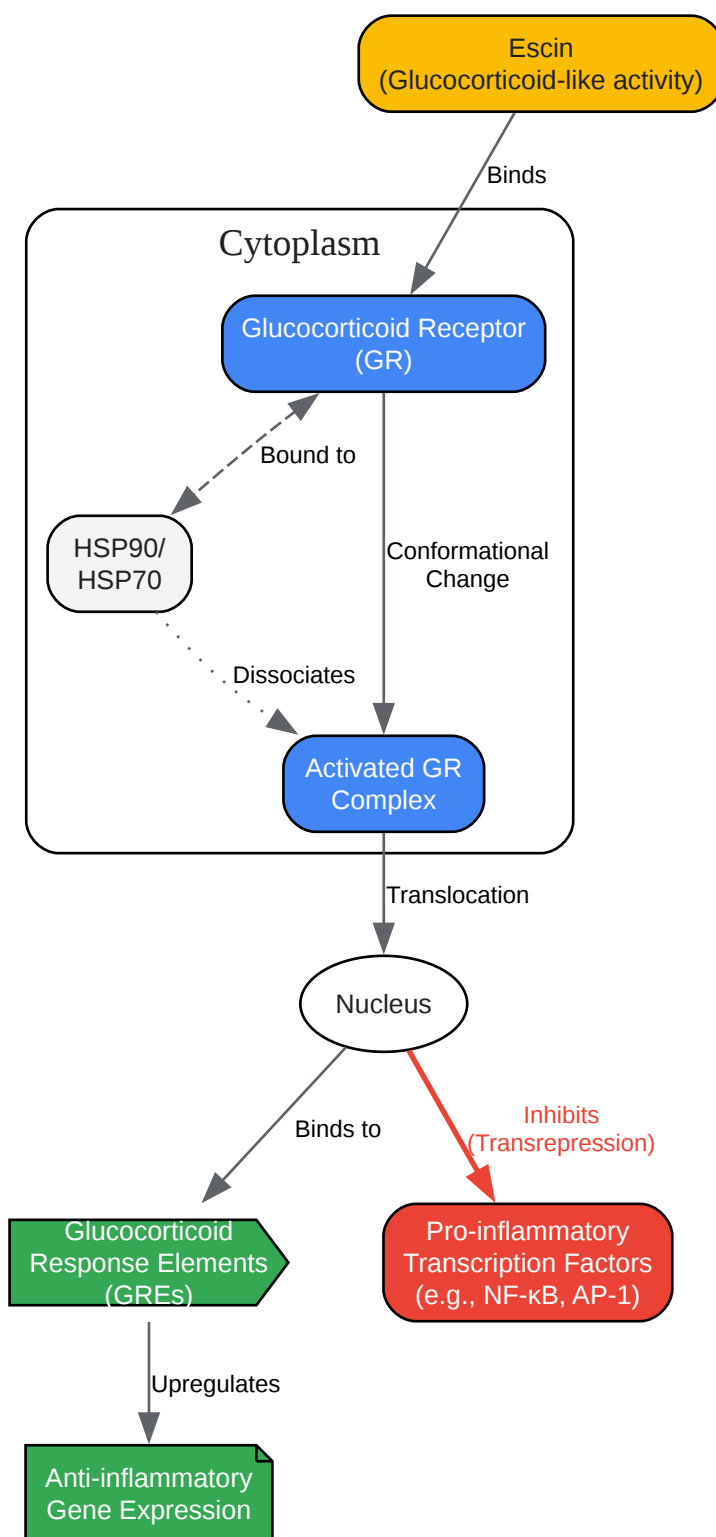 Escin
(Glucocorticoid-like activity)
Binds
Cytoplasm
Glucocorticoid Receptor
(GR)
Bound to
HSP90/
HSP70
Conformational
Change
Dissociates
Activated GR
Complex
Translocation
Nucleus
Binds to
Inhibits
(Transrepression)
Glucocorticoid
Response Elements
(GREs)
Pro-inflammatory
Transcription Factors
(e.g., NF-κB, AP-1)
Upregulates
Anti-inflammatory
Gene Expression